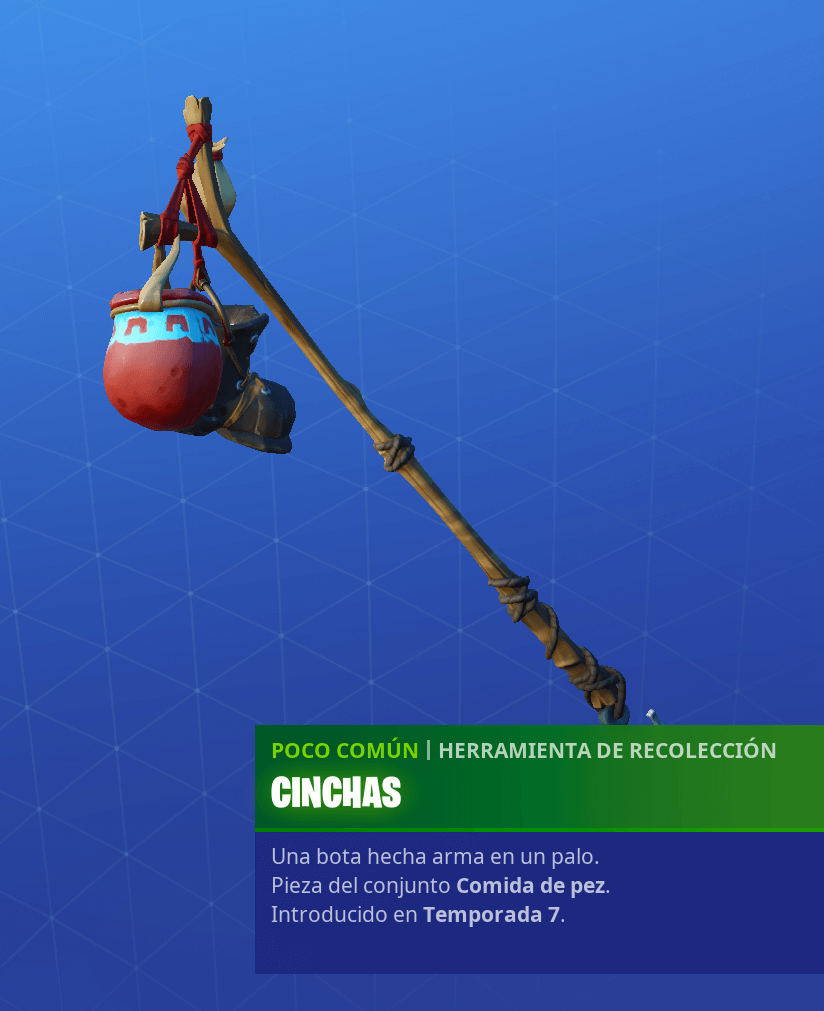 POCO COMÚN | HERRAMIENTA DE RECOLECCIÓN
CINCHAS
Una bota hecha arma en un palo.
Pieza del conjunto Comida de pez.
Introducido en Temporada 7.